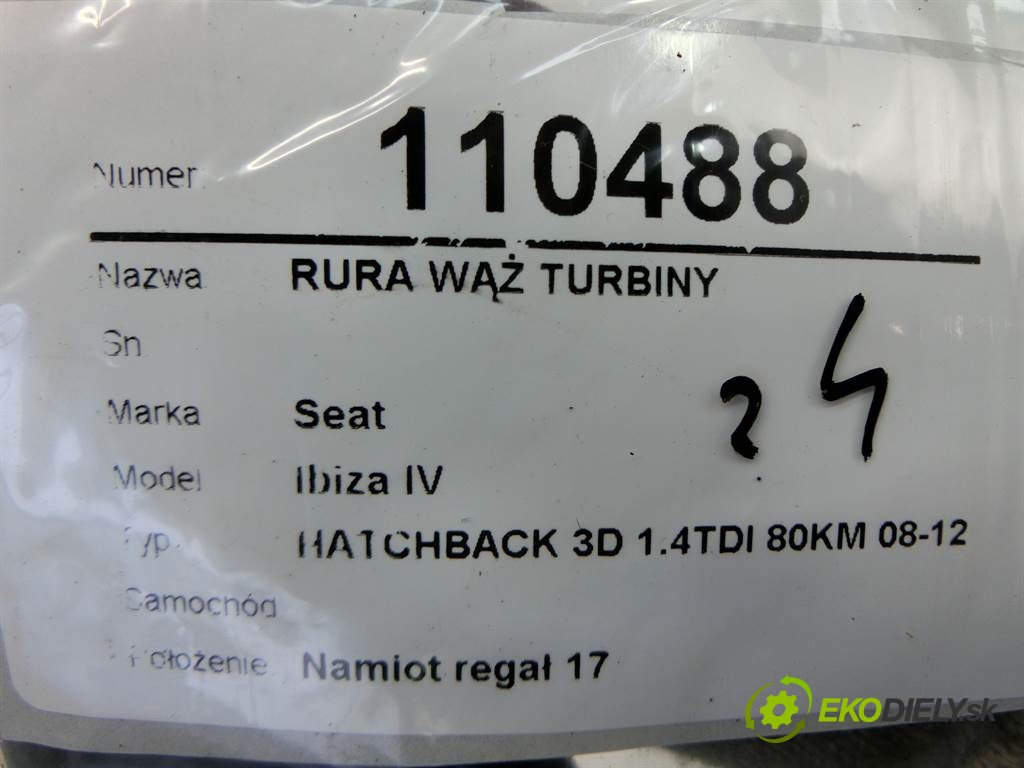 Numer 110488
Nazwa RURA WĄŻ TURBINY
Sn
Marka Seat
24
Model Ibiza IV
Typ HATCHBACK 3D 1.4TDI 80KM 08-12
Samochód
Położenie Namiot regał 17
EKODIELY.sk